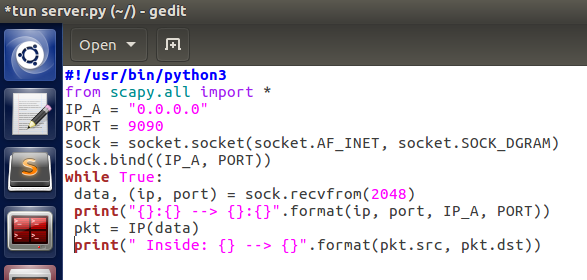 *tun server.py (~/) - gedit
Open
#!/usr/bin/python3
from scapy.all import *
IP_A = "0.0.0.0"
PORT = 9090
sock = socket.socket(socket.AF_INET, socket.SOCK_DGRAM)
sock.bind((IP_A, PORT))
while True:
 data, (ip, port) = sock.recvfrom(2048)
 print("{}:{} --> {}:{}".format(ip, port, IP_A, PORT))
 pkt = IP(data)
 print(" Inside: {} --> {}".format(pkt.src, pkt.dst))